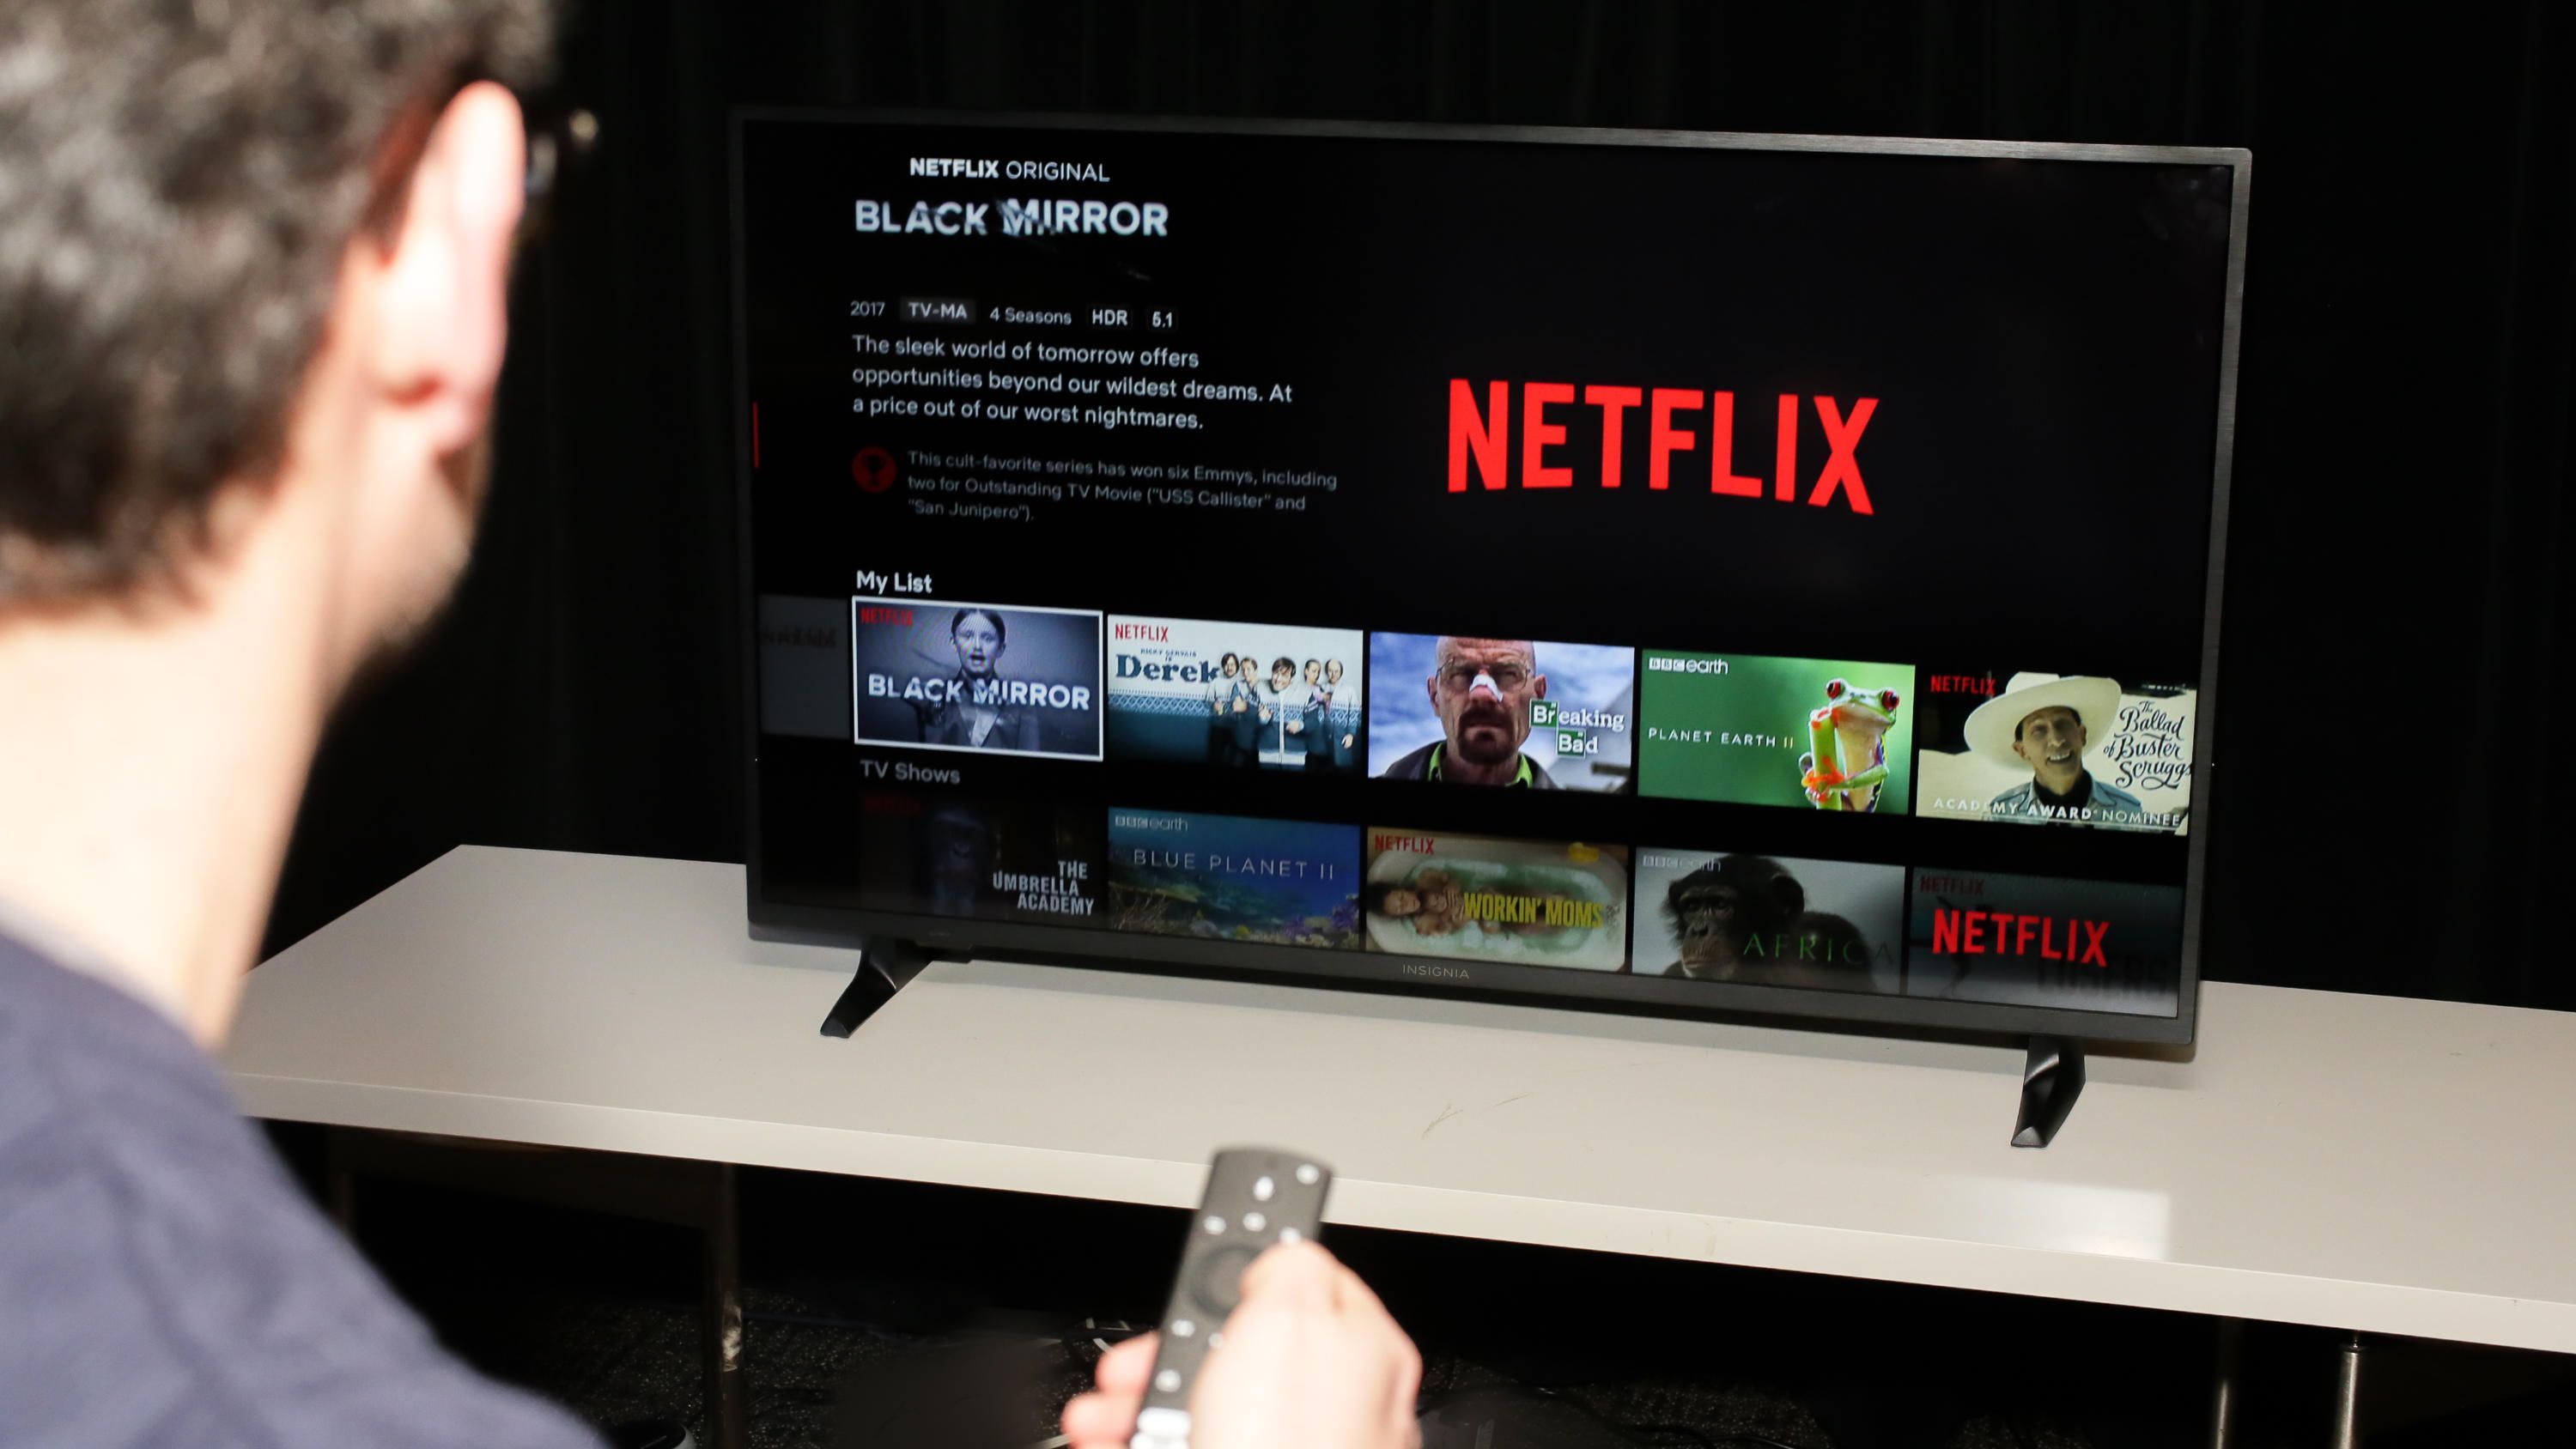 NETFLIX ORIGINAL
BLACK MIRROR
2017 TV-MA 4 Seasons HDR 5.1
The sleek world of tomorrow offers
opportunities beyond our wildest dreams. At
a price out of our worst nightmares.
This cult-favorite series has won six Emmys, including
two for Outstanding TV Movie ("USS Callister" and
"San Junipero").
NETFLIX
My List
NETFLIX
BLACK MIRROR
NETFLIX
RICKY GERVAIS
IS
Derek
Breaking
Bad
BBC earth
PLANET EARTH II
NETFLIX
The
Ballad
of Buster
Scruggs
ACADEMY AWARD® NOMINEE
TV Shows
NETFLIX
THE
UMBRELLA
ACADEMY
BBC earth
BLUE PLANET II
NETFLIX
WORKIN' MOMS
BBC earth
AFRICA
NETFLIX
NETFLIX
INSIGNIA